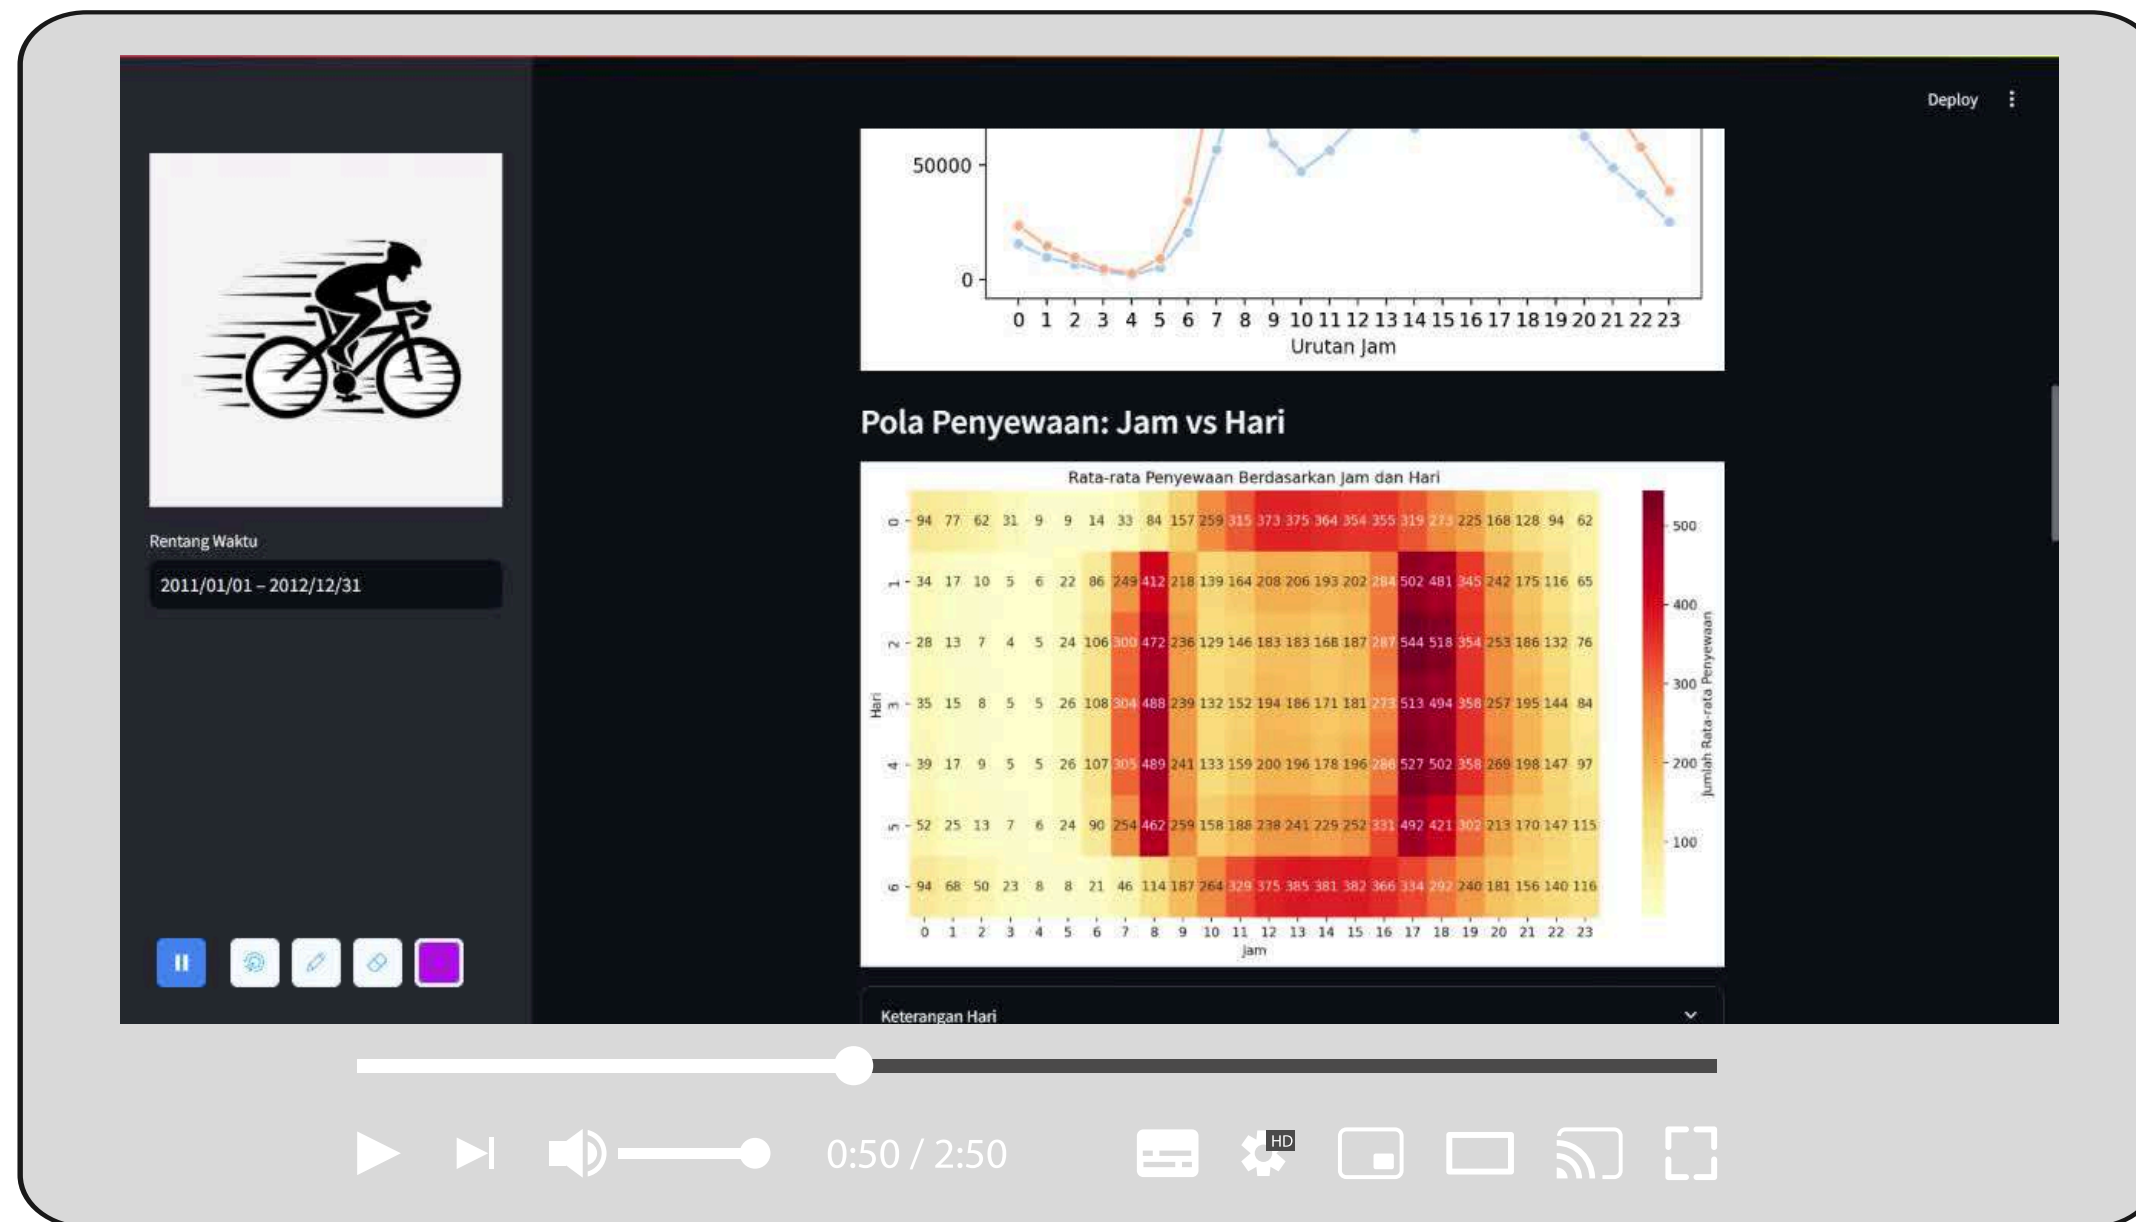 Deploy
50000
0
0 1 2 3 4 5 6 7 8 9 10 11 12 13 14 15 16 17 18 19 20 21 22 23
Urutan Jam
Rentang Waktu
2011/01/01 – 2012/12/31
Pola Penyewaan: Jam vs Hari
Rata-rata Penyewaan Berdasarkan Jam dan Hari
0 94 77 62 31 9 9 14 33 84 157 259 315 373 375 364 354 355 319 273 225 168 128 94 62
1 34 17 10 5 6 22 86 249 412 218 139 164 208 206 193 202 284 502 481 345 242 175 116 65
2 28 13 7 4 5 24 106 300 472 236 129 146 183 183 168 187 287 544 518 354 253 186 132 76
3 35 15 8 5 5 26 108 304 488 239 132 152 194 186 171 181 273 513 494 358 257 195 144 84
4 39 17 9 5 5 26 107 305 489 241 133 159 200 196 178 196 286 527 502 358 269 198 147 97
5 52 25 13 7 6 24 90 254 462 259 158 188 238 241 229 252 331 492 421 302 213 170 147 115
6 94 68 50 23 8 8 21 46 114 187 264 329 375 385 381 382 366 334 292 240 181 156 140 116
0 1 2 3 4 5 6 7 8 9 10 11 12 13 14 15 16 17 18 19 20 21 22 23
Jam
Hari
500
400
300
200
100
Jumlah Rata-rata Penyewaan
Keterangan Hari
0:50 / 2:50
HD